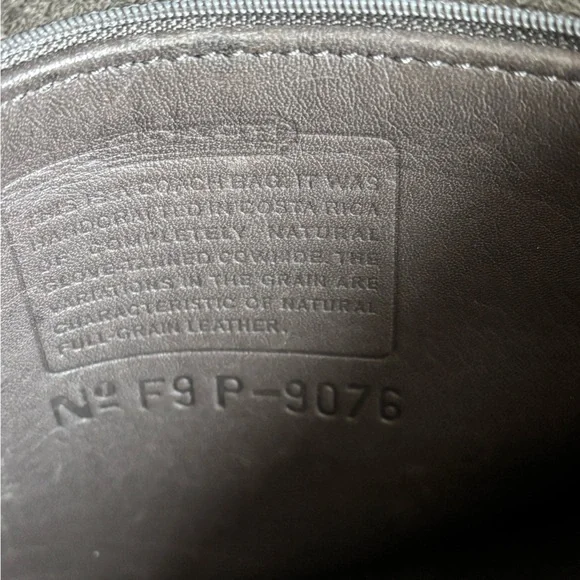 COACH
THIS IS A COACH BAG. IT WAS
HANDCRAFTED IN COSTA RICA
OF COMPLETELY NATURAL
GLOVE-TANNED COWHIDE. THE
VARIATIONS IN THE GRAIN ARE
CHARACTERISTIC OF NATURAL
FULL-GRAIN LEATHER.
Nº F9P-9076